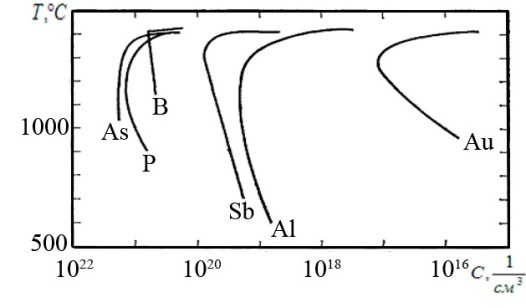 T,°C
B
1000
As
P
Au
Sb
Al
500
10²² 10²⁰ 10¹⁸ 10¹⁶ C, 1/см³